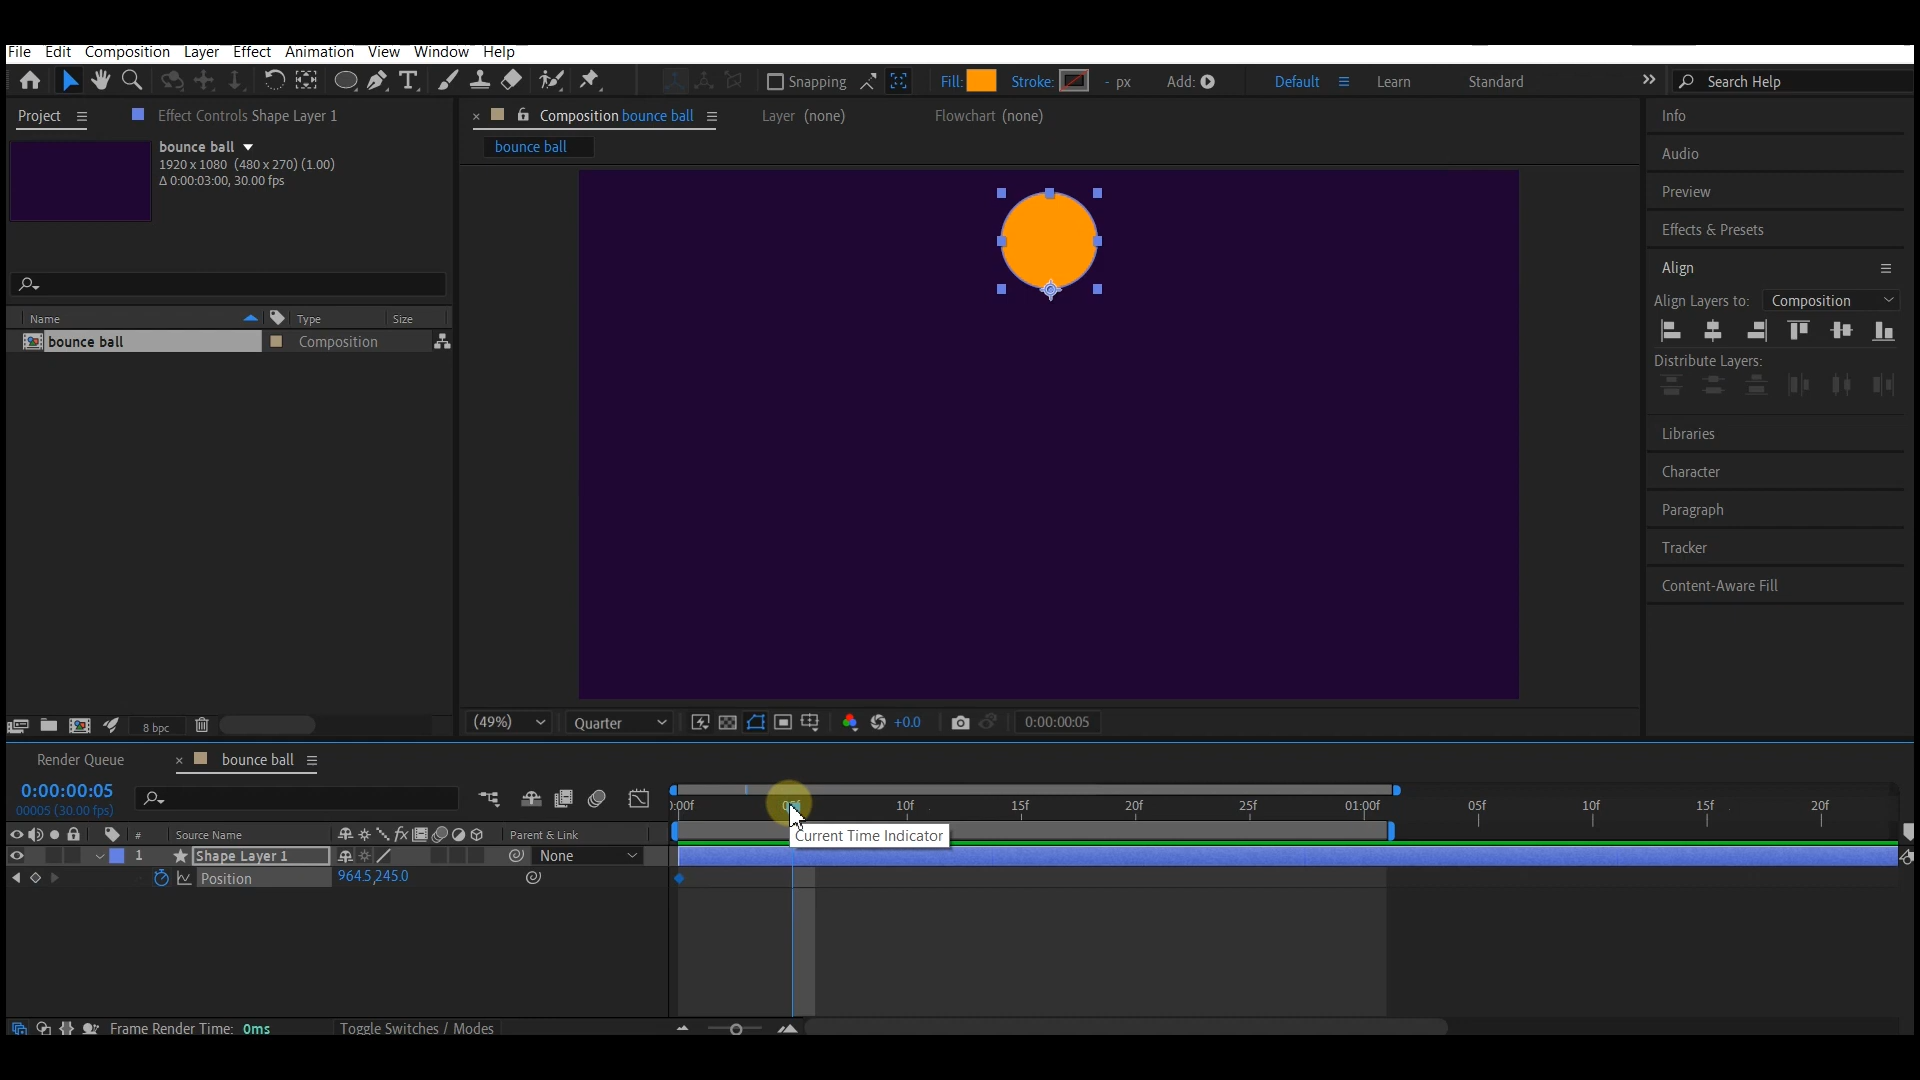 File Edit Composition Layer Effect Animation View Window Help
Snapping Fill: Stroke: - px Add: Default Learn Standard Search Help
Project Effect Controls Shape Layer 1
bounce ball
1920 x 1080 (480 x 270) (1.00)
Δ 0:00:03:00, 30.00 fps
Name Type Size
bounce ball Composition
8 bpc
Composition bounce ball Layer (none) Flowchart (none)
bounce ball
(49%) Quarter +0.0 0:00:00:05
Info
Audio
Preview
Effects & Presets
Align
Align Layers to: Composition
Distribute Layers:
Libraries
Character
Paragraph
Tracker
Content-Aware Fill
Render Queue bounce ball
0:00:00:05
00005 (30.00 fps)
# Source Name fx Parent & Link
1 Shape Layer 1 None
Position 964.5,245.0
Frame Render Time: 0ms Toggle Switches / Modes
):00f 10f 15f 20f 25f 01:00f 05f 10f 15f 20f
Current Time Indicator